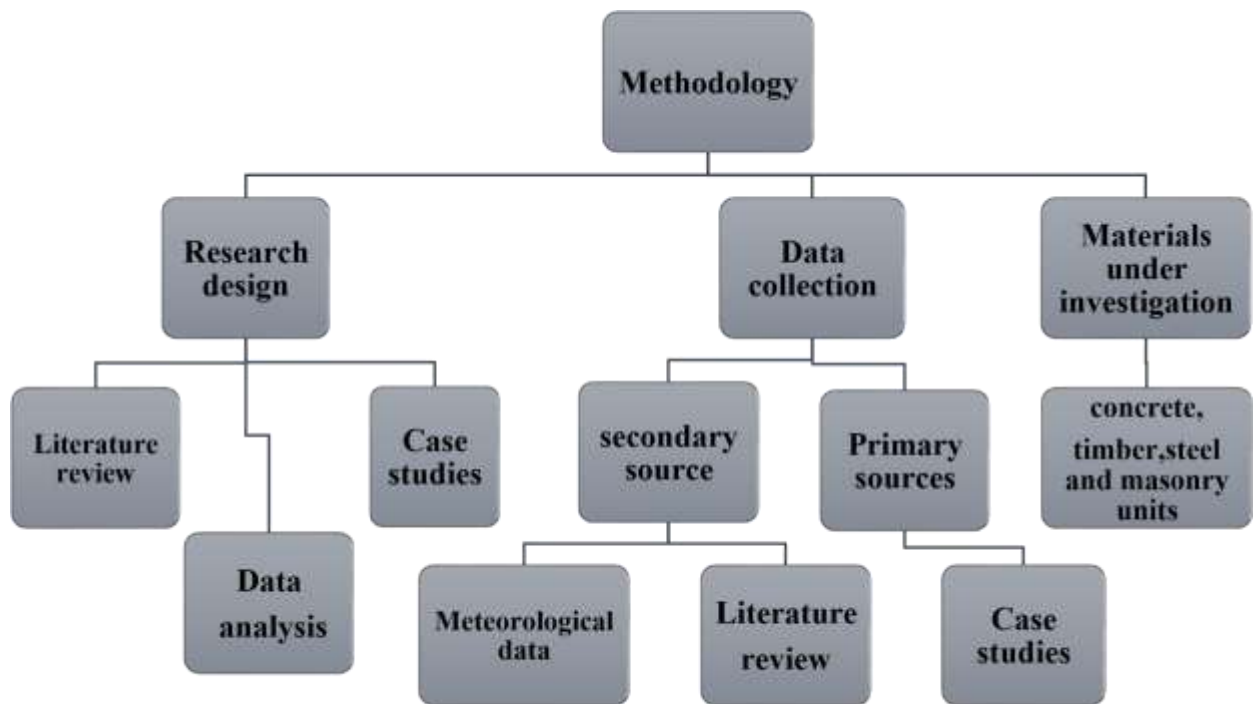 Methodology
Research
design
Data
collection
Materials
under
investigation
Literature
review
Data
analysis
Case
studies
secondary
source
Primary
sources
concrete,
timber,steel
and masonry
units
Meteorological
data
Literature
review
Case
studies